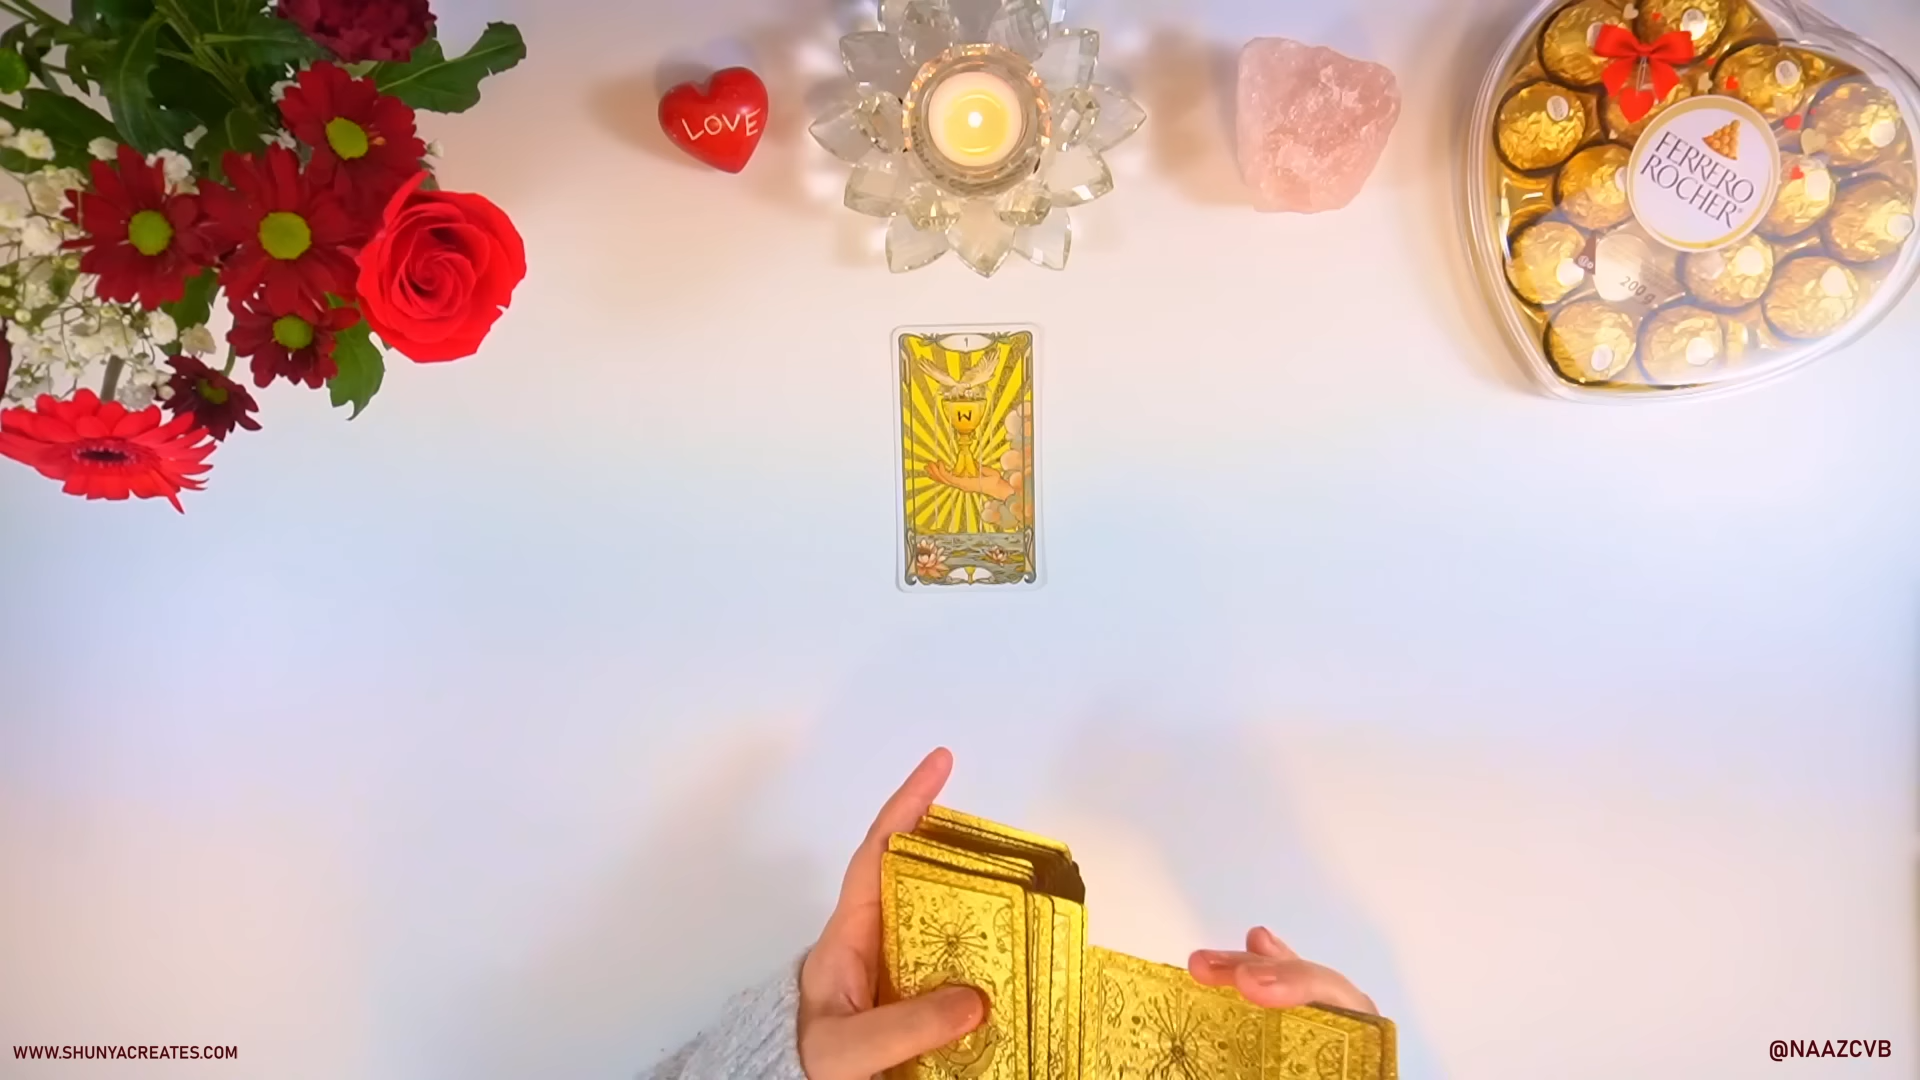 LOVE
FERRERO
ROCHER
200 g
1
W
WWW.SHUNYACREATES.COM
@NAAZCVB